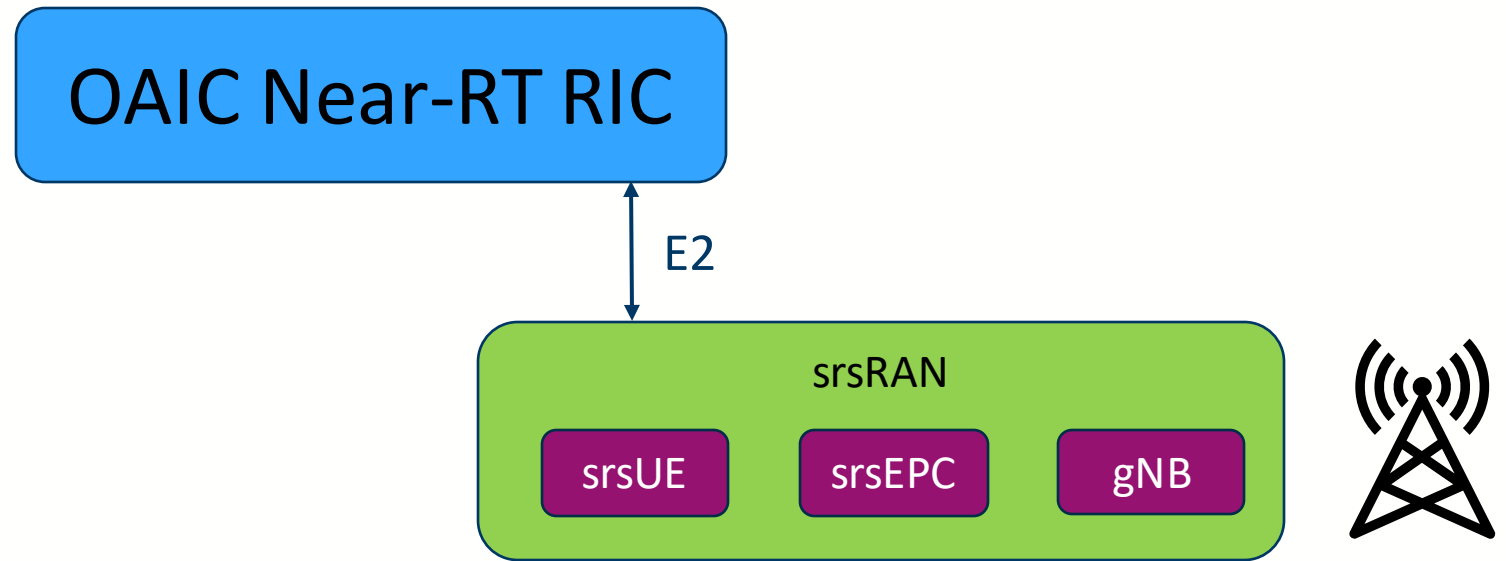 OAIC Near-RT RIC
E2
srsRAN
srsUE
srsEPC
gNB